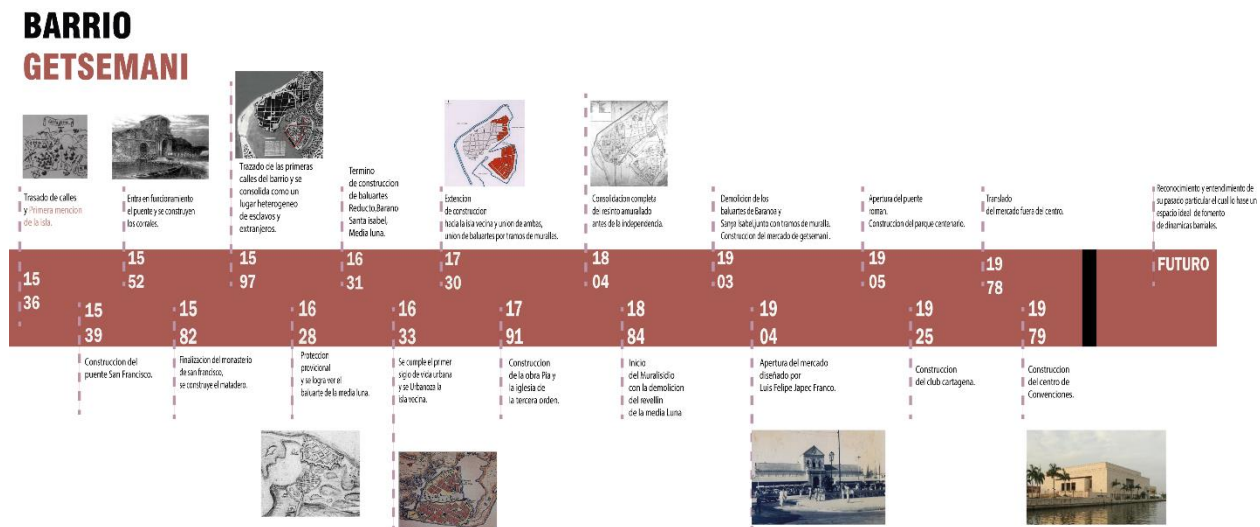 BARRIO
GETSEMANI
Trasado de calles
y Primera mencion
de la isla.
Entra en funcionamiento
el puente y se construyen
los corrales.
Trazado de las primeras
calles del barrio y se
consolida como un
lugar heterogeneo
de esclavos y
extranjeros.
Termino
de construccion
de baluartes
Reducto,Barano
Santa isabel,
Media luna.
Extencion
de construccion
hacia la isla vecina y union de ambas,
union de baluartes por tramos de murallas.
Consolidacion completa
del resinto amurallado
antes de la independencia.
Demolicion de los
baluartes de Baranoa y
Sanya Isabel,junto con tramos de muralla.
Construccion del mercado de getsemani.
Apertura del puente
roman.
Construccion del parque centenario.
Translado
del mercado fuera del centro.
Reconocimiento y entendimiento de
su pasaco particular el cual lo hase un
espacio ideal de fomento
de dinamicas barriales.
15
36
15
52
15
97
16
31
17
30
18
04
19
03
19
05
19
78
FUTURO
15
39
15
82
16
28
16
33
17
91
18
84
19
04
19
25
19
79
Construccion del
puente San Francisco.
Finalizacion del monasterio
de san francisco,
se construye el matadero.
Proteccion
provicional
y se logra ver el
baluarte de la media luna.
Se cumple el primer
siglo de vida urbana
y se Urbanoza la
isla vecina.
Construccion
de la obra Pia y
la iglesia de
la tercera orden.
Inicio
del Muralisidio
con la demolicion
del revellin
de la media Luna
Apertura del mercado
diseñado por
Luis Felipe Japec Franco.
Construccion
del club cartagena.
Construccion
del centro de
Convenciones.